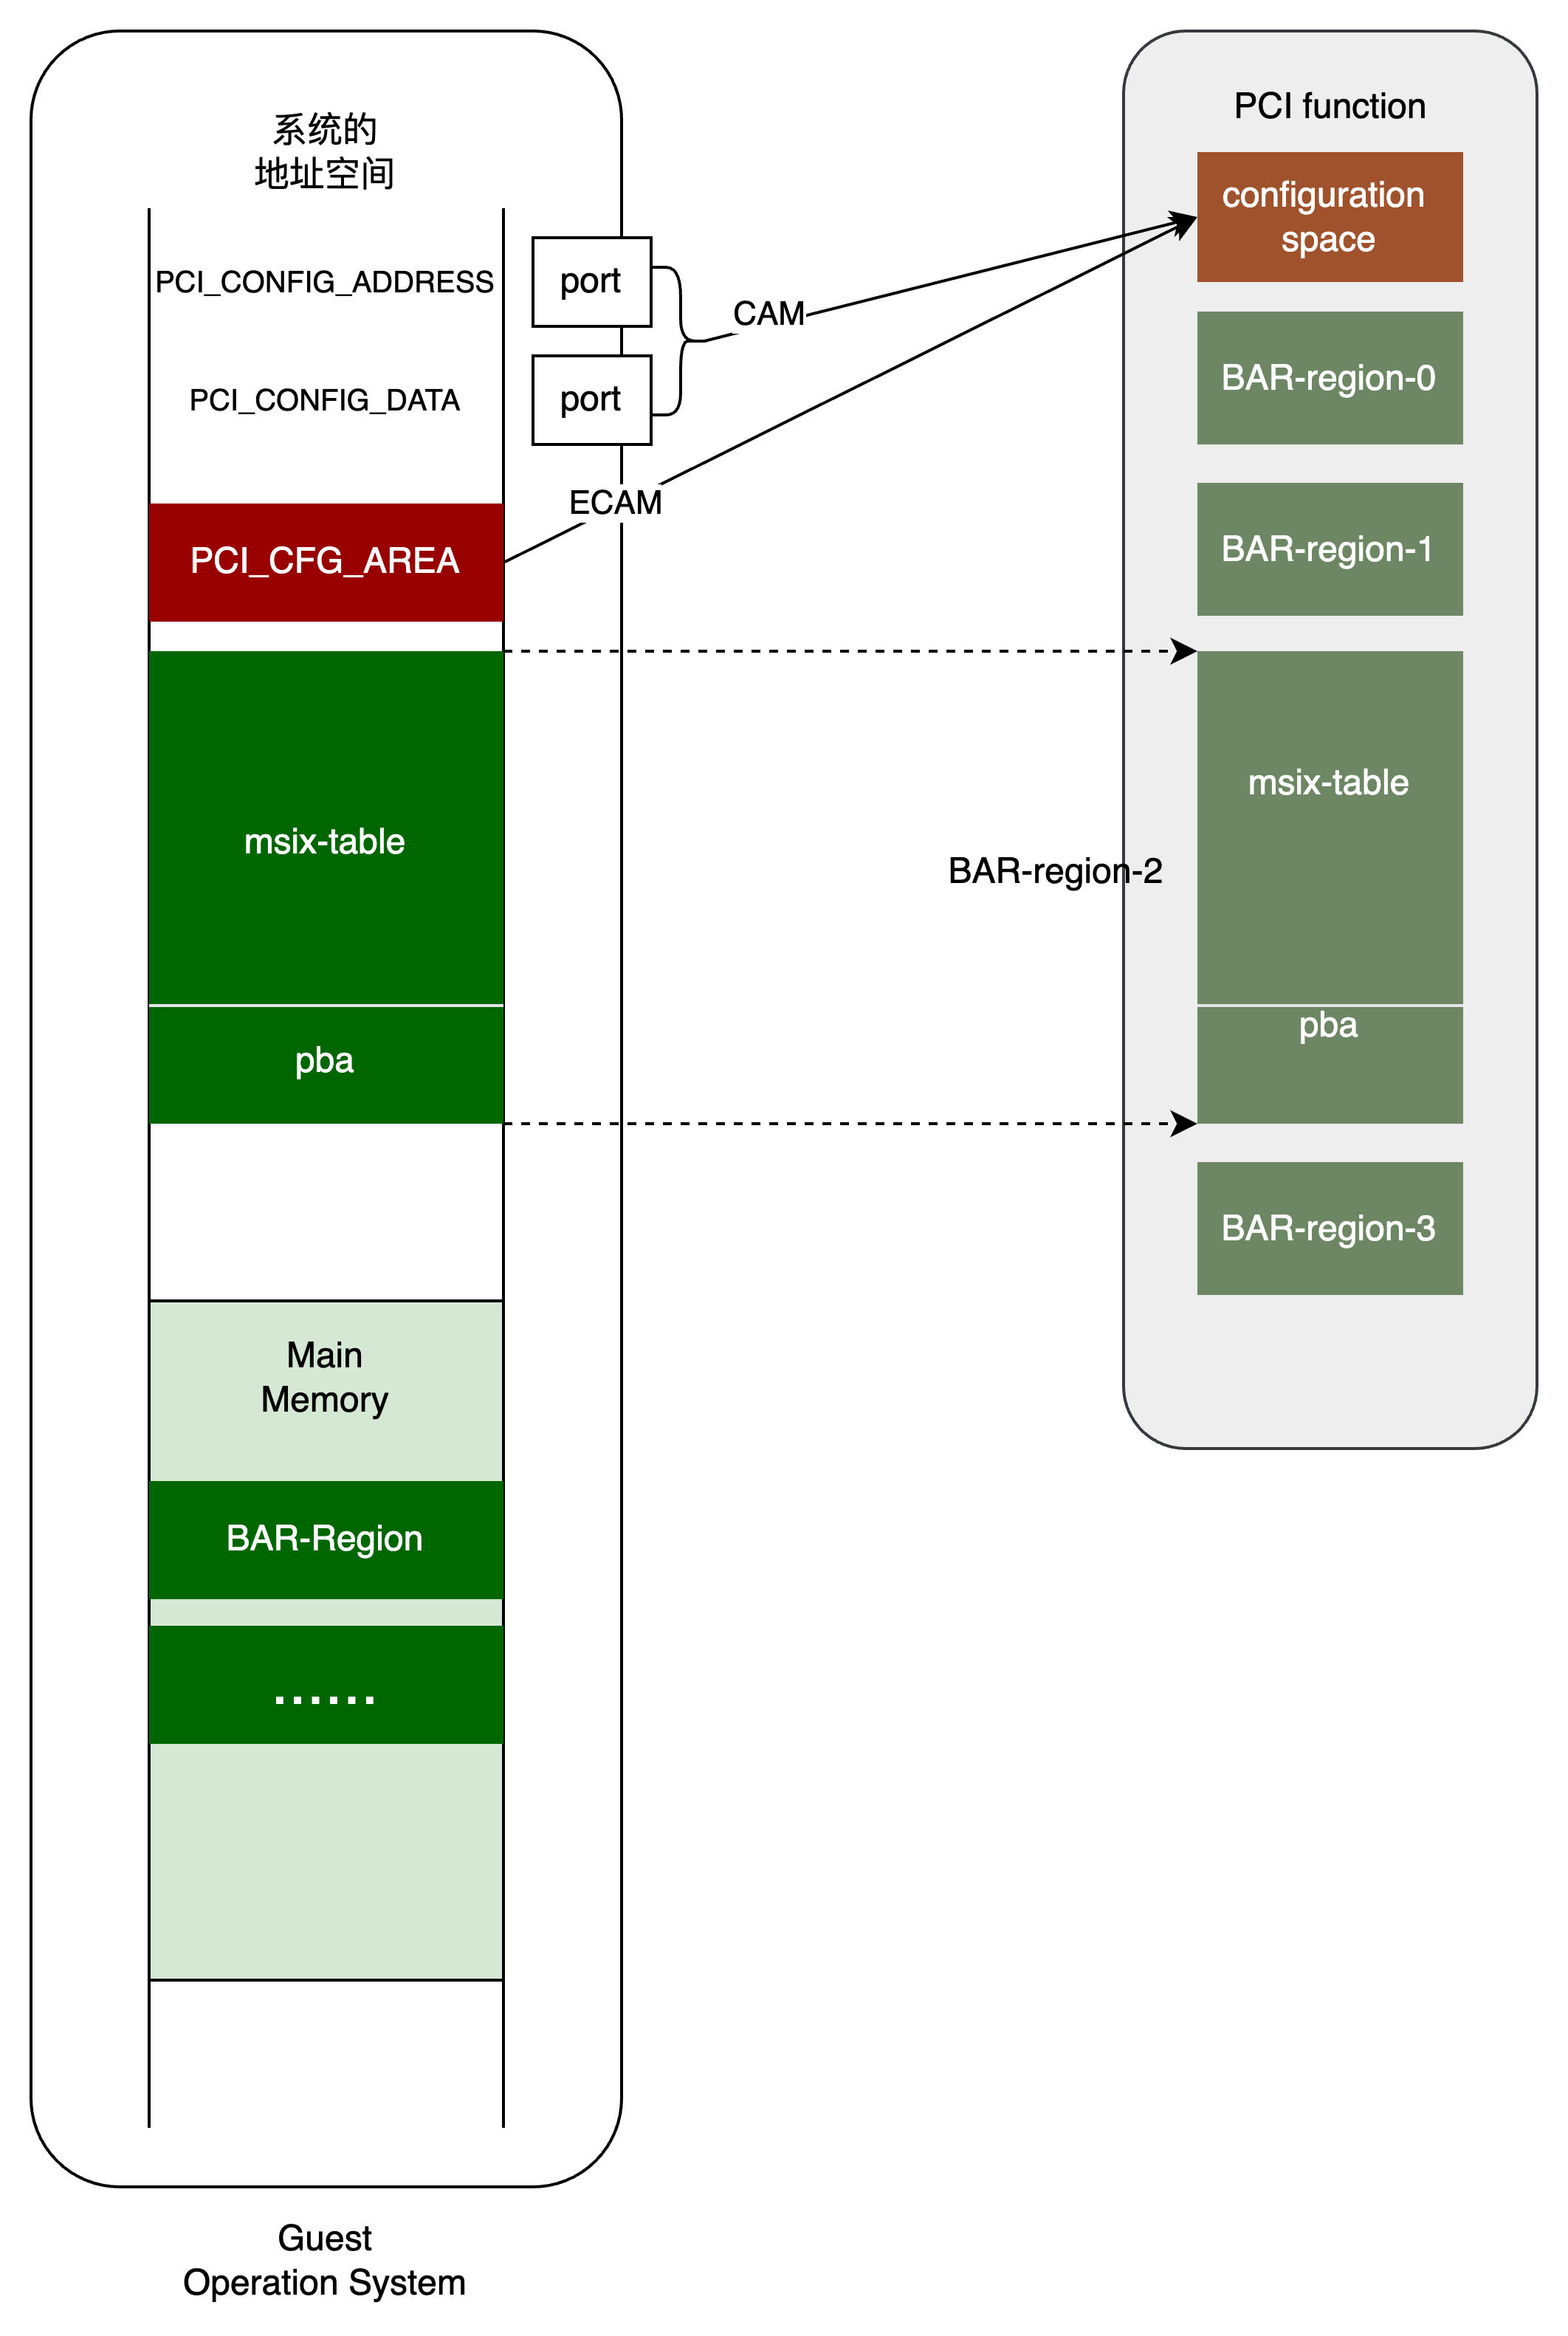 系统的
地址空间
PCI_CONFIG_ADDRESS
port
PCI_CONFIG_DATA
port
CAM
ECAM
PCI_CFG_AREA
msix-table
pba
Main
Memory
BAR-Region
......
Guest
Operation System
PCI function
configuration
space
BAR-region-0
BAR-region-1
msix-table
BAR-region-2
pba
BAR-region-3